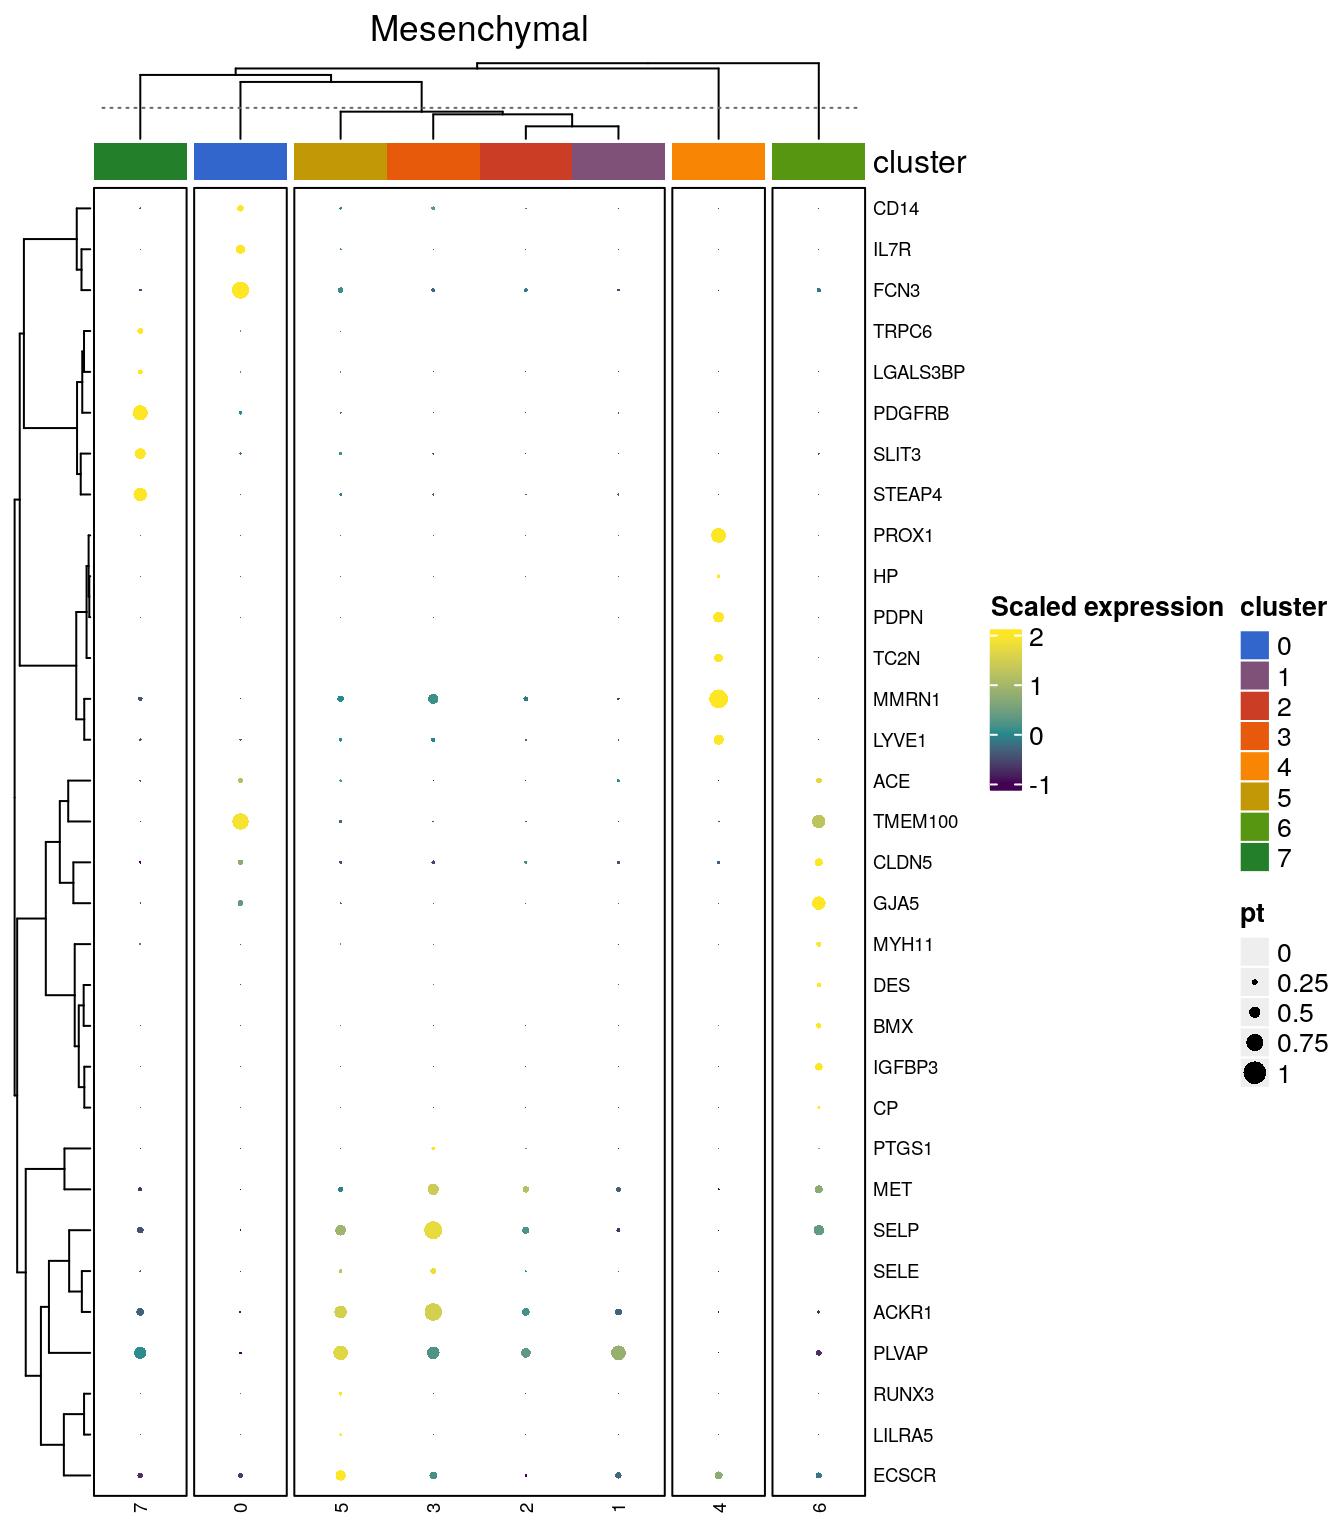 Mesenchymal
cluster
CD14
IL7R
FCN3
TRPC6
LGALS3BP
PDGFRB
SLIT3
STEAP4
PROX1
HP
PDPN
TC2N
MMRN1
LYVE1
ACE
TMEM100
CLDN5
GJA5
MYH11
DES
BMX
IGFBP3
CP
PTGS1
MET
SELP
SELE
ACKR1
PLVAP
RUNX3
LILRA5
ECSCR
7 0 5 3 2 1 4 6
Scaled expression
2
1
0
-1
cluster
0
1
2
3
4
5
6
7
pt
0
0.25
0.5
0.75
1